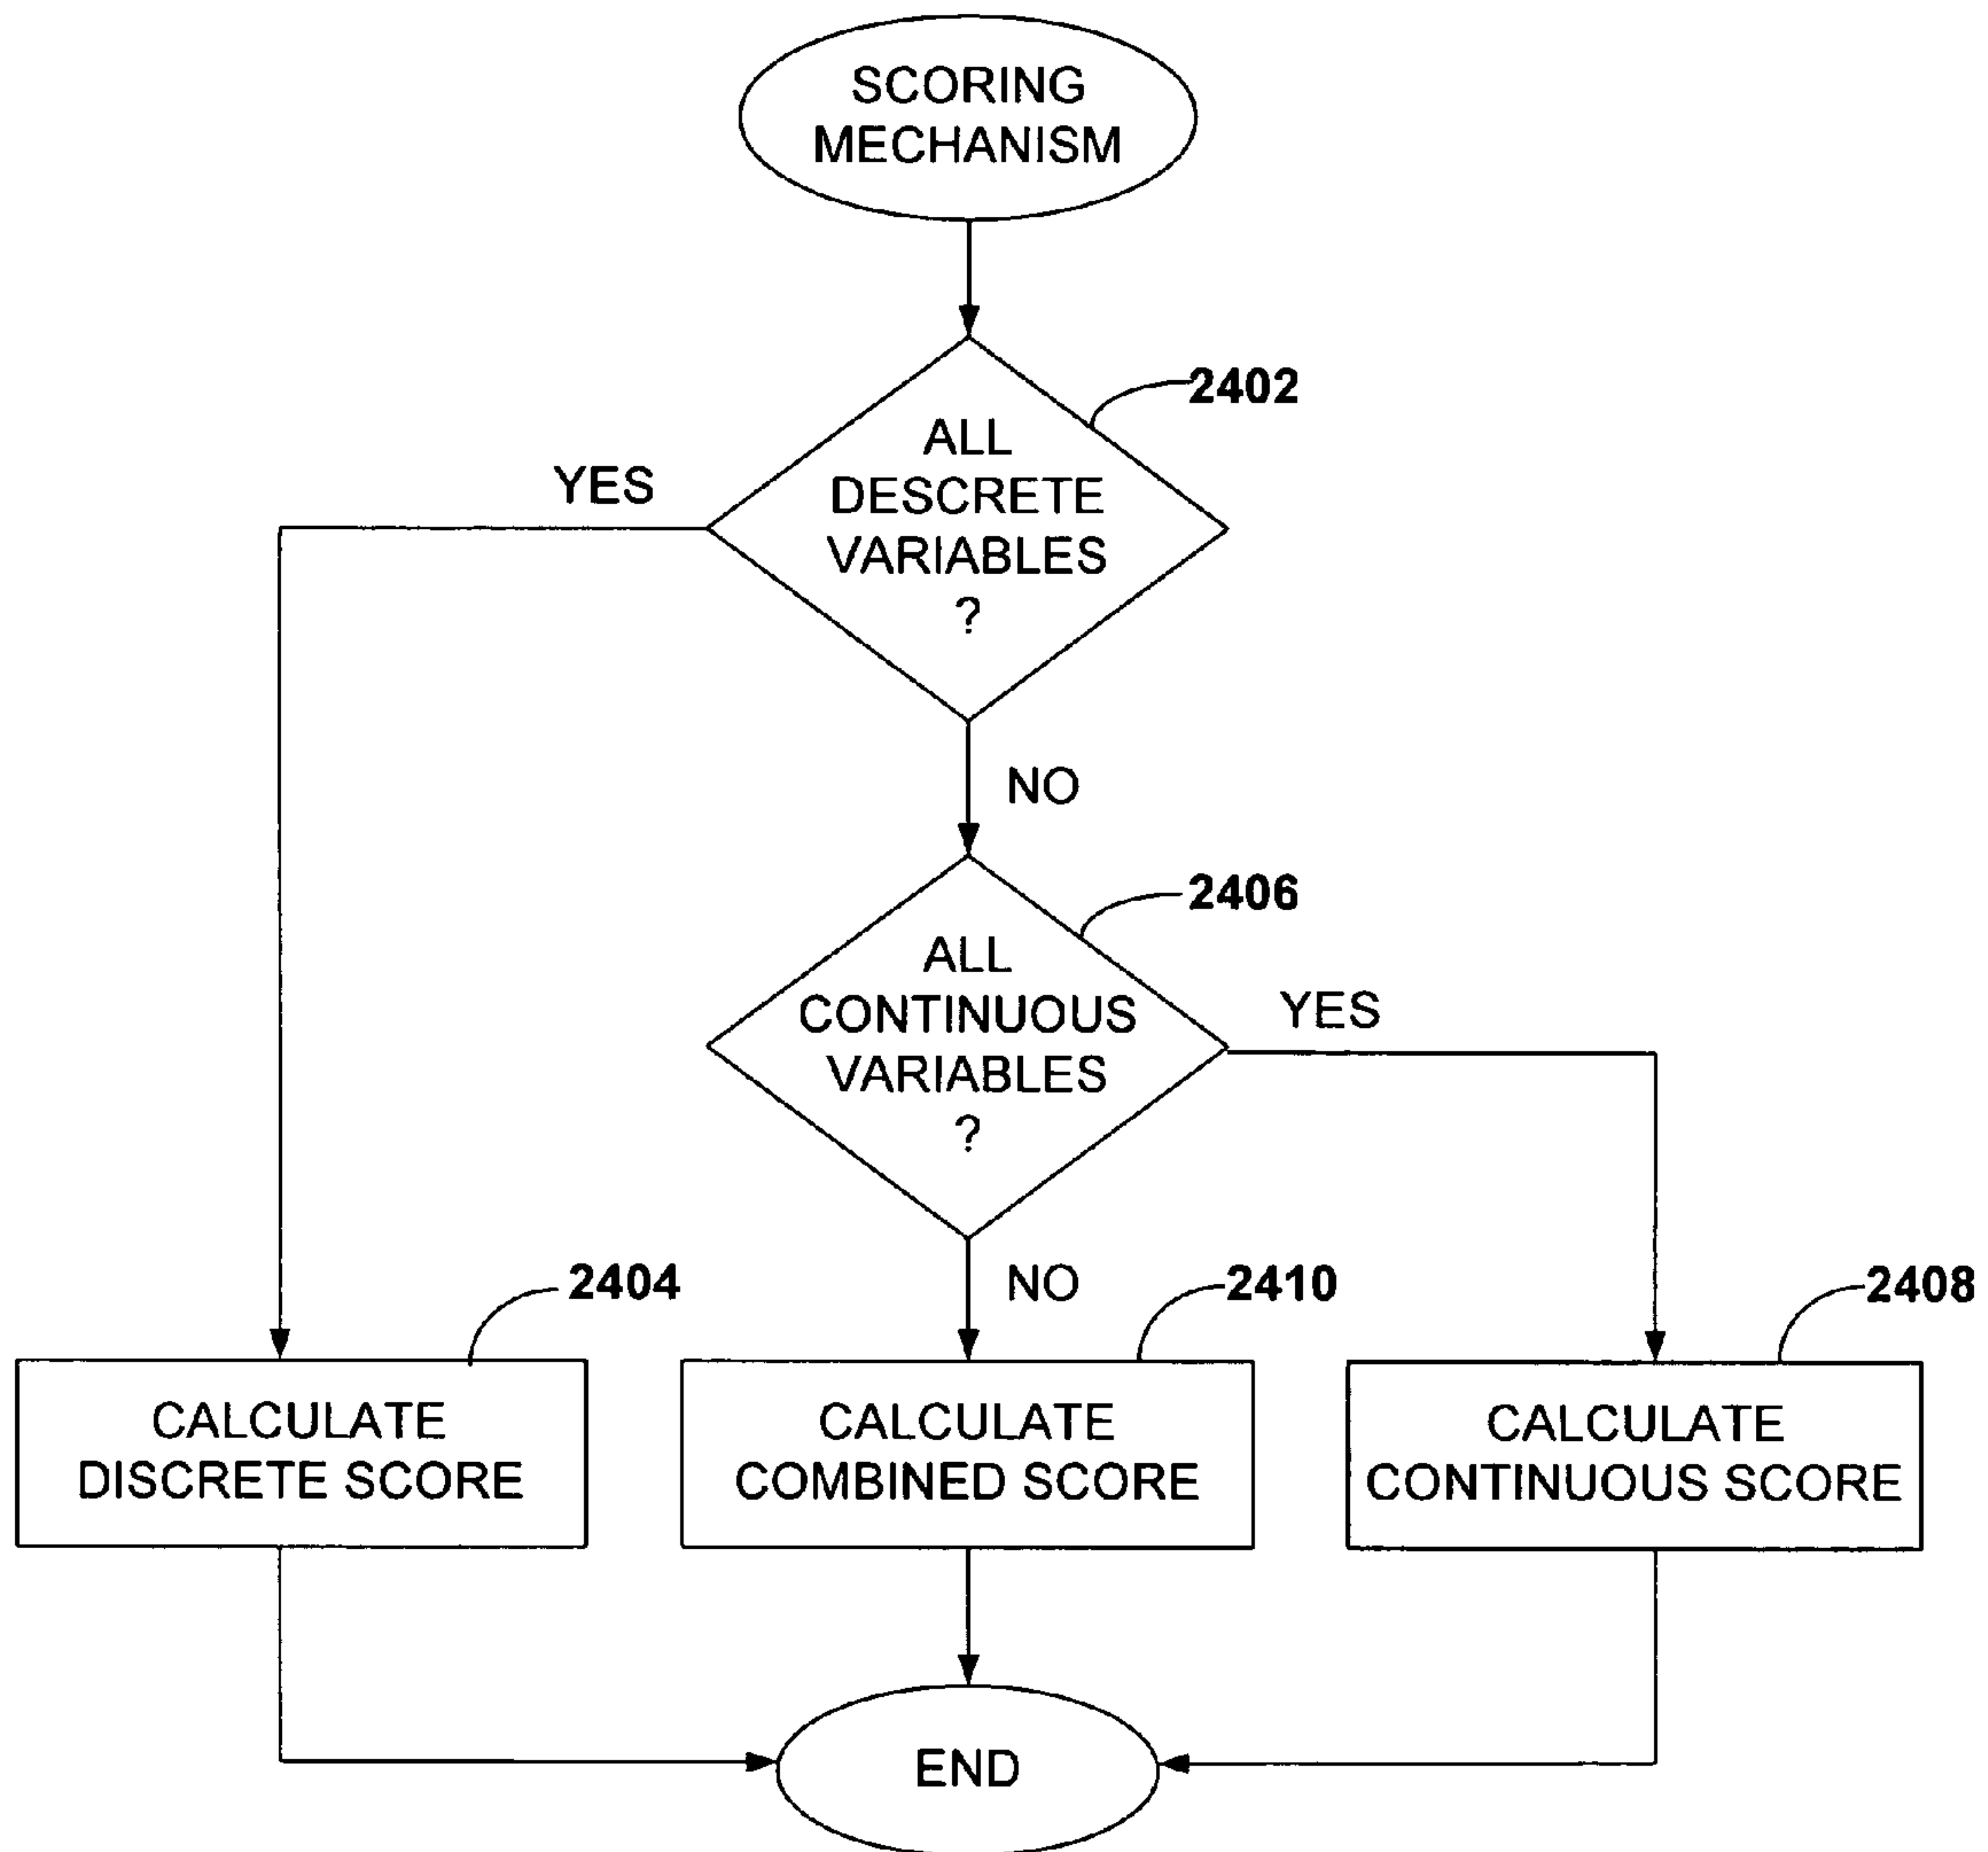 SCORING
MECHANISM
2402
ALL
DESCRETE
VARIABLES
?
YES
NO
2406
ALL
CONTINUOUS
VARIABLES
?
YES
NO
2404
2410
2408
CALCULATE
DISCRETE SCORE
CALCULATE
COMBINED SCORE
CALCULATE
CONTINUOUS SCORE
END